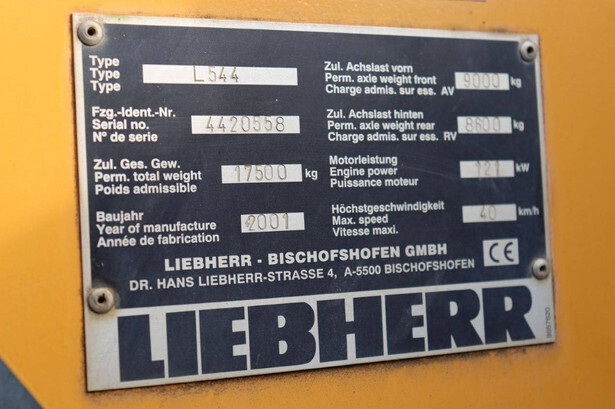 Type
Type L544
Type
Fzg.-Ident.-Nr.
Serial no. 4420558
N° de serie
Zul. Ges. Gew.
Perm. total weight 17500 kg
Poids admissible
Baujahr
Year of manufacture 2001
Année de fabrication
Zul. Achslast vorn
Perm. axle weight front 9000 kg
Charge admis. sur ess. AV
Zul. Achslast hinten
Perm. axle weight rear 8600 kg
Charge admis. sur ess. RV
Motorleistung
Engine power 121 kW
Puissance moteur
Höchstgeschwindigkeit
Max. speed 40 km/h
Vitesse maxi.
LIEBHERR - BISCHOFSHOFEN GMBH
DR. HANS LIEBHERR-STRASSE 4, A-5500 BISCHOFSHOFEN
CE
LIEBHERR